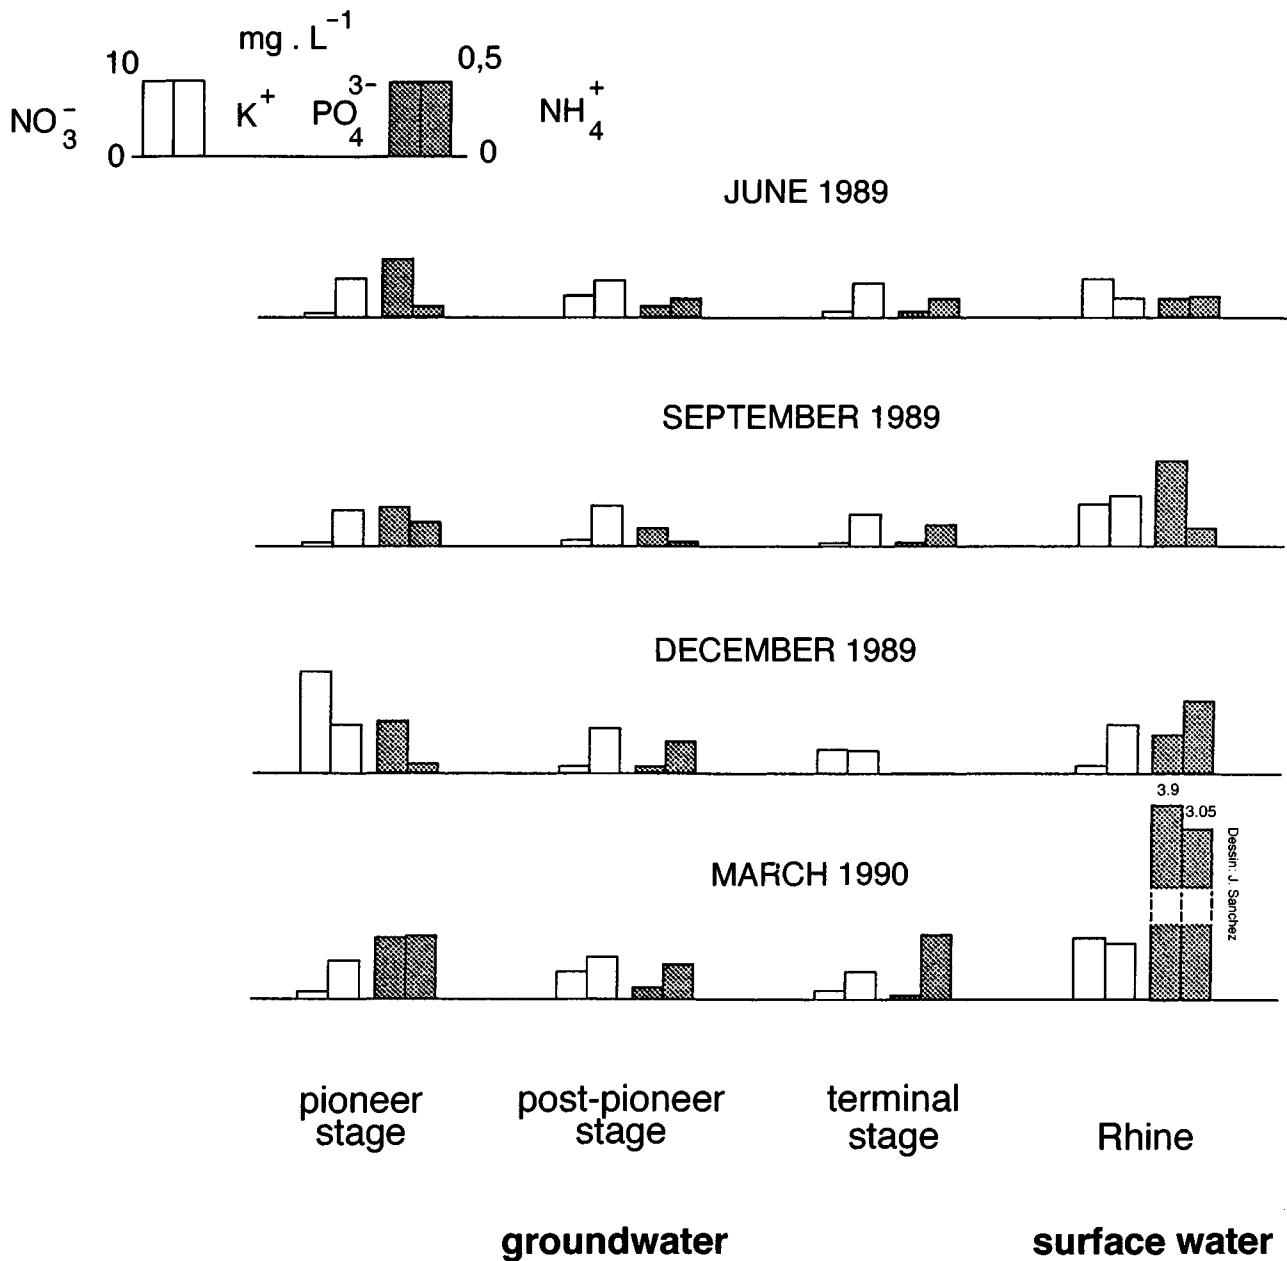 mg . L⁻¹
10 0,5
NO₃⁻ K⁺ PO₄³⁻ NH₄⁺
0 0
JUNE 1989
SEPTEMBER 1989
DECEMBER 1989
3.9
3.05
MARCH 1990
Dessin: J. Sanchez
pioneer
stage
post-pioneer
stage
terminal
stage
Rhine
groundwater
surface water